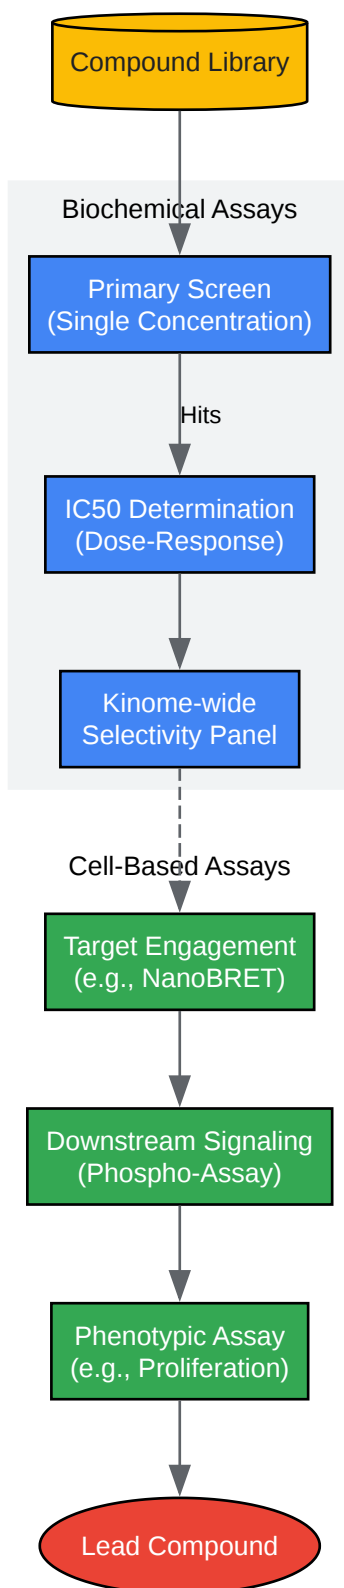 Compound Library
Biochemical Assays
Primary Screen
(Single Concentration)
Hits
IC50 Determination
(Dose-Response)
Kinome-wide
Selectivity Panel
Cell-Based Assays
Target Engagement
(e.g., NanoBRET)
Downstream Signaling
(Phospho-Assay)
Phenotypic Assay
(e.g., Proliferation)
Lead Compound